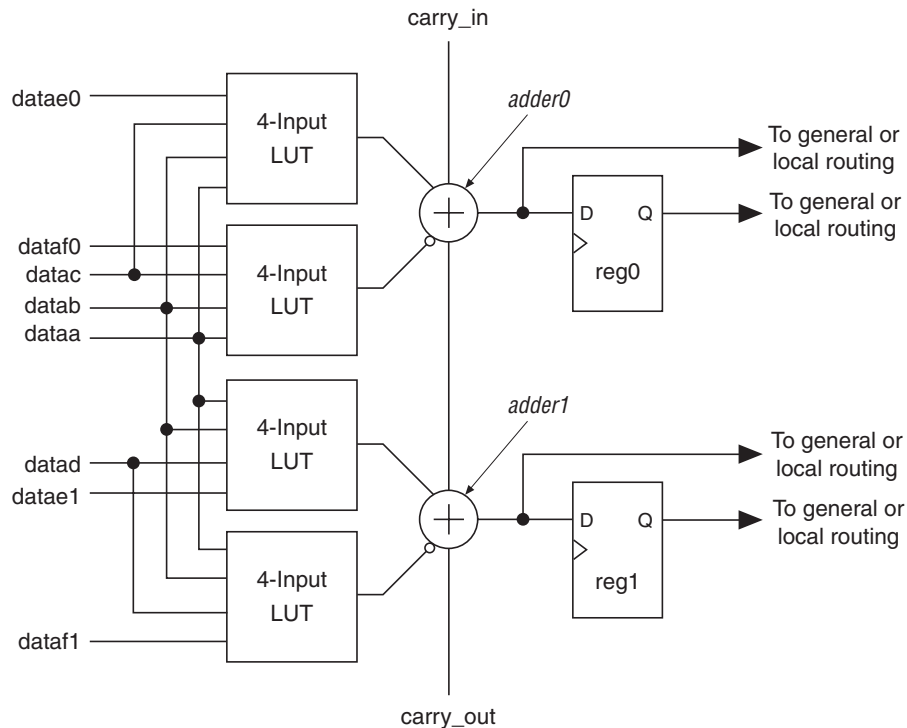 carry_in
adder0
datae0
4-Input
LUT
To general or
local routing
D Q
To general or
local routing
reg0
dataf0
datac
datab
dataa
4-Input
LUT
adder1
4-Input
LUT
To general or
local routing
datad
datae1
D Q
To general or
local routing
reg1
4-Input
LUT
dataf1
carry_out